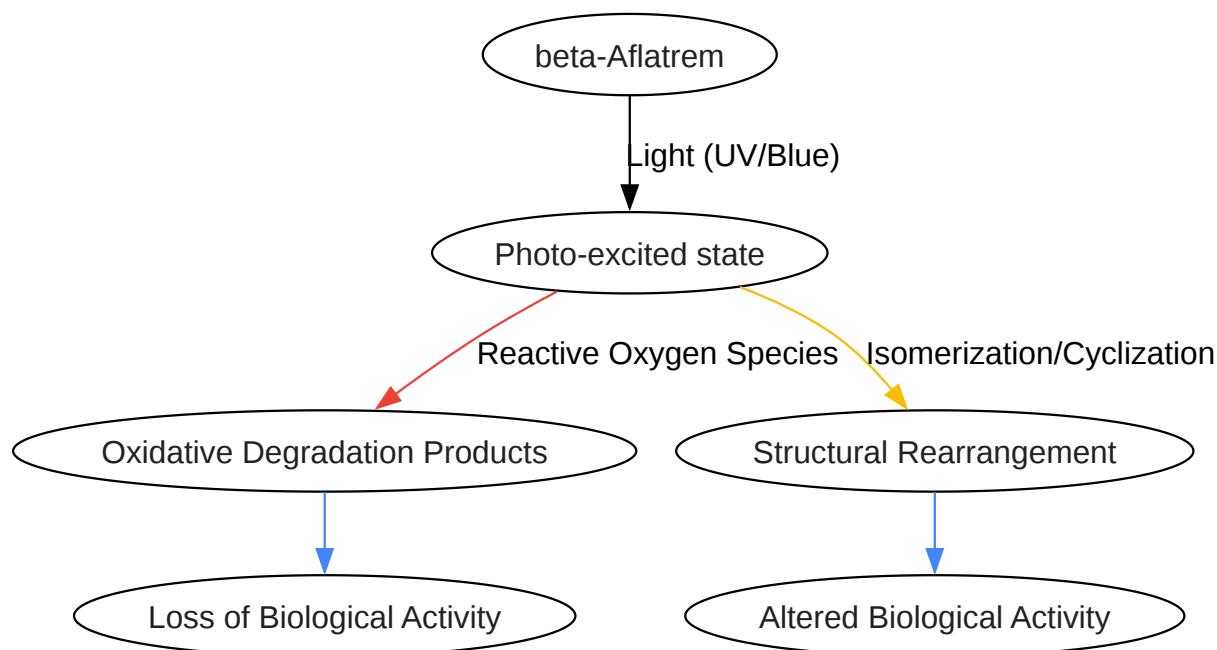 beta-Aflatrem
Light (UV/Blue)
Photo-excited state
Reactive Oxygen Species
Isomerization/Cyclization
Oxidative Degradation Products
Structural Rearrangement
Loss of Biological Activity
Altered Biological Activity